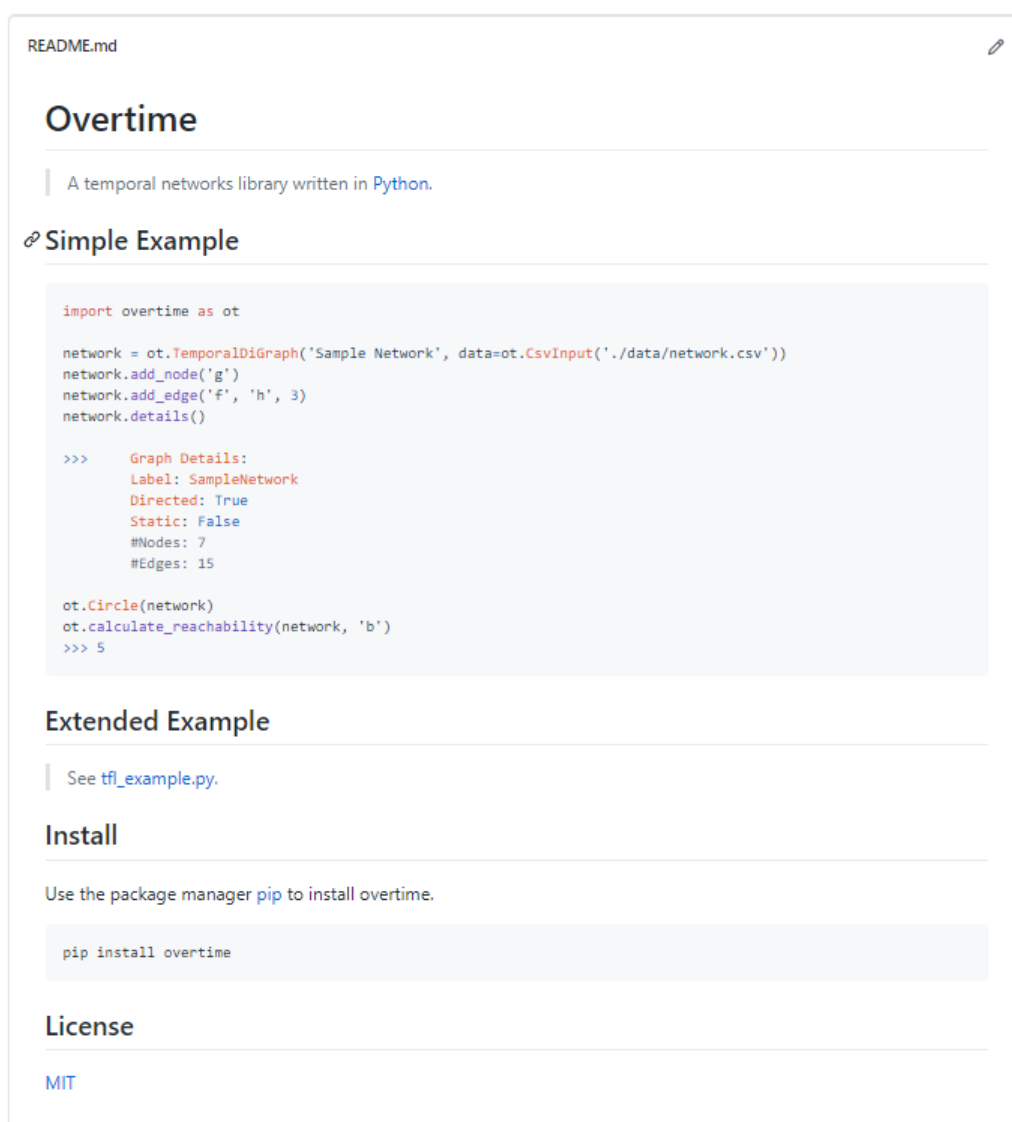 README.md
Overtime
A temporal networks library written in Python.
Simple Example
import overtime as ot
network = ot.TemporalDiGraph('Sample Network', data=ot.CsvInput('./data/network.csv'))
network.add_node('g')
network.add_edge('f', 'h', 3)
network.details()
>>>     Graph Details:
        Label: SampleNetwork
        Directed: True
        Static: False
        #Nodes: 7
        #Edges: 15
ot.Circle(network)
ot.calculate_reachability(network, 'b')
>>> 5
Extended Example
See tfl_example.py.
Install
Use the package manager pip to install overtime.
pip install overtime
License
MIT